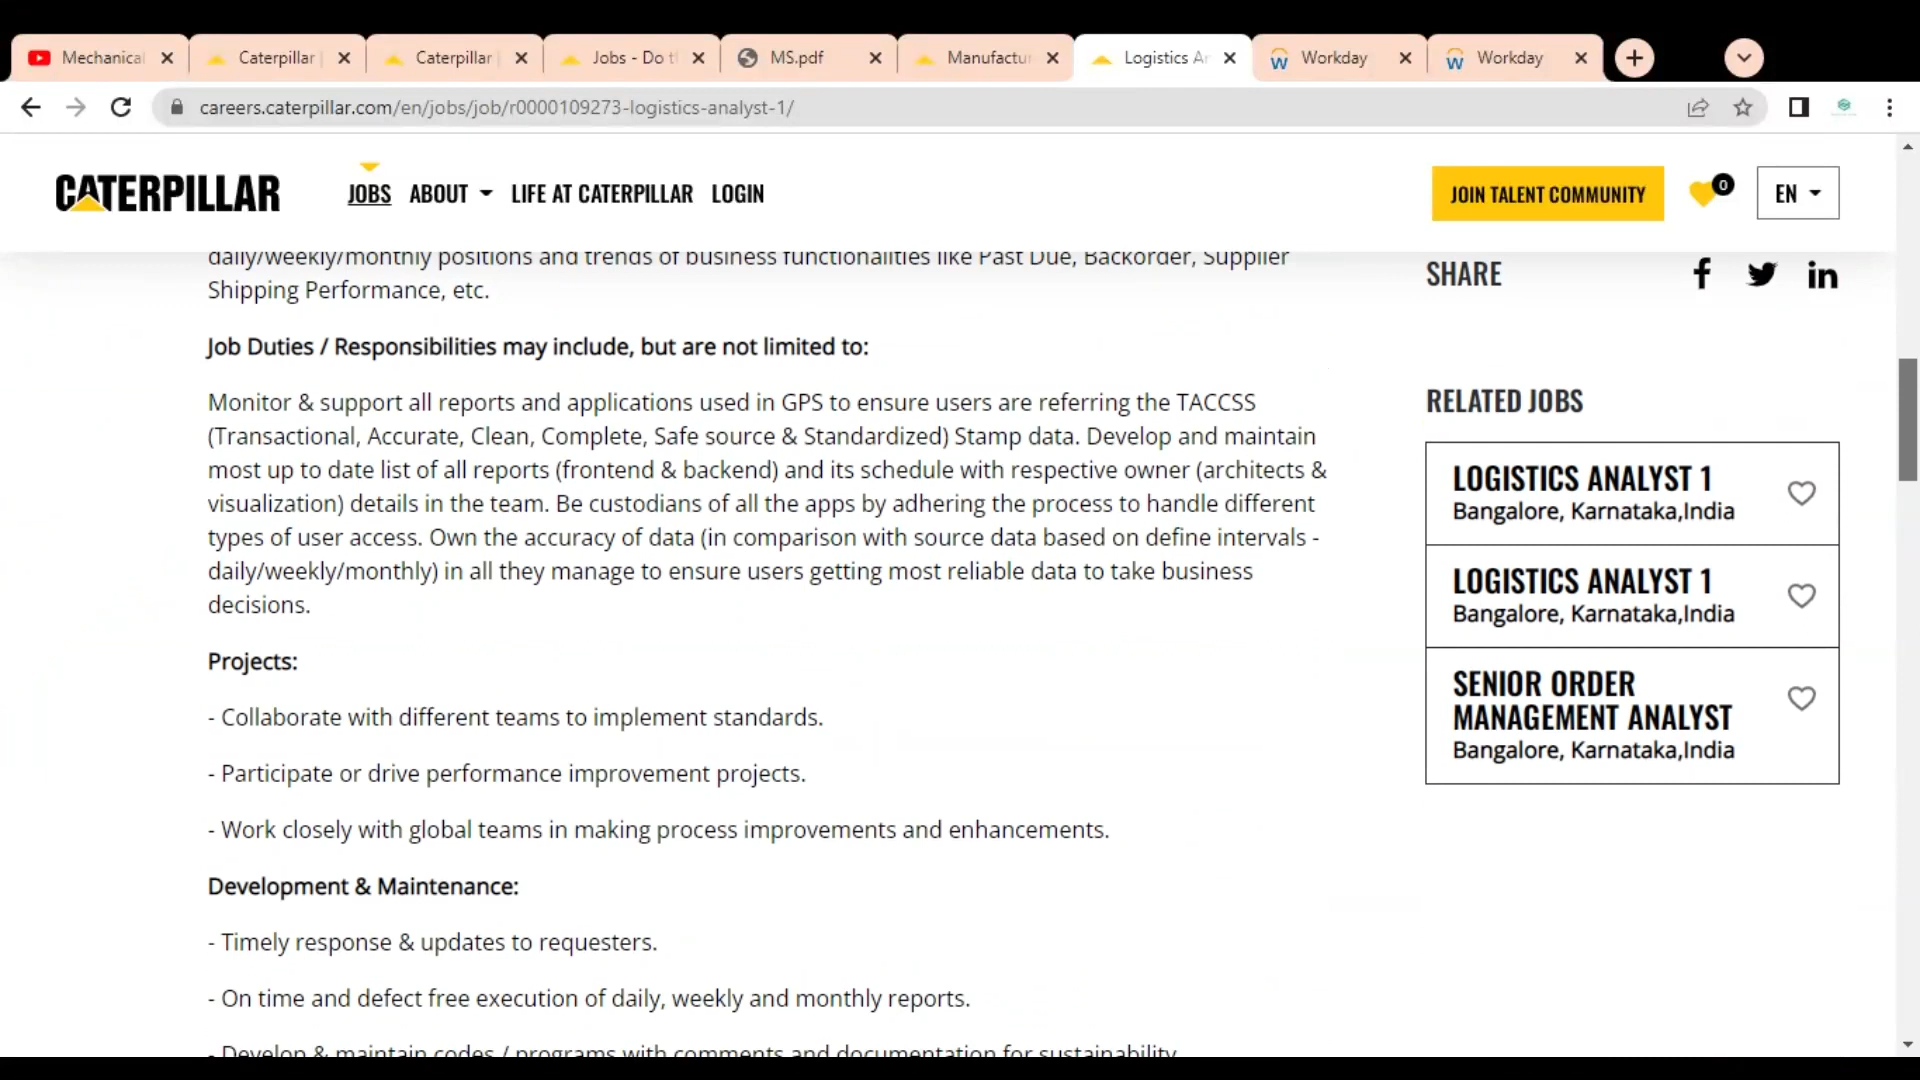 Mechanical
Caterpillar
Caterpillar
Jobs - Do t
MS.pdf
Manufactu
Logistics A
Workday
Workday
careers.caterpillar.com/en/jobs/job/r0000109273-logistics-analyst-1/
CATERPILLAR
JOBS
ABOUT
LIFE AT CATERPILLAR
LOGIN
JOIN TALENT COMMUNITY
0
EN
daily/weekly/monthly positions and trends of business functionalities like Past Due, Backorder, Supplier
Shipping Performance, etc.
Job Duties / Responsibilities may include, but are not limited to:
Monitor & support all reports and applications used in GPS to ensure users are referring the TACCSS
(Transactional, Accurate, Clean, Complete, Safe source & Standardized) Stamp data. Develop and maintain
most up to date list of all reports (frontend & backend) and its schedule with respective owner (architects &
visualization) details in the team. Be custodians of all the apps by adhering the process to handle different
types of user access. Own the accuracy of data (in comparison with source data based on define intervals -
daily/weekly/monthly) in all they manage to ensure users getting most reliable data to take business
decisions.
Projects:
- Collaborate with different teams to implement standards.
- Participate or drive performance improvement projects.
- Work closely with global teams in making process improvements and enhancements.
Development & Maintenance:
- Timely response & updates to requesters.
- On time and defect free execution of daily, weekly and monthly reports.
- Develop & maintain codes / programs with comments and documentation for sustainability.
SHARE
RELATED JOBS
LOGISTICS ANALYST 1
Bangalore, Karnataka,India
LOGISTICS ANALYST 1
Bangalore, Karnataka,India
SENIOR ORDER
MANAGEMENT ANALYST
Bangalore, Karnataka,India